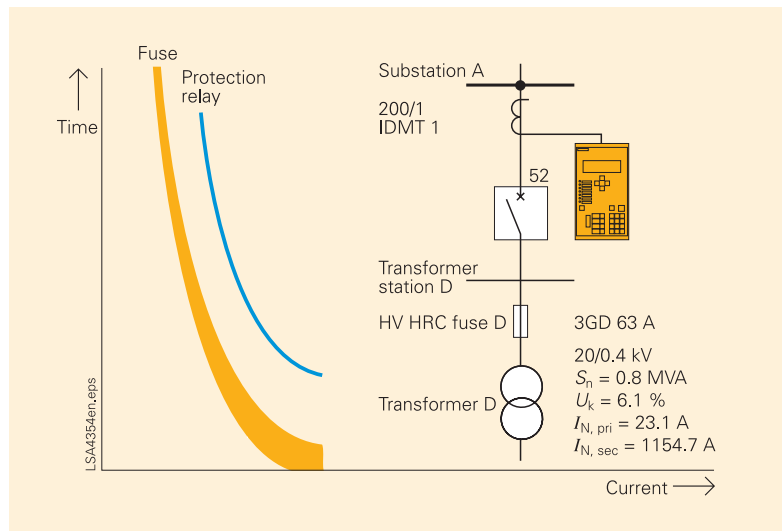 Fuse
Protection
relay
Time
LSA4354en.eps
Substation A
200/1
IDMT 1
52
Transformer
station D
HV HRC fuse D
3GD 63 A
Transformer D
20/0.4 kV
Sn = 0.8 MVA
Uk = 6.1 %
IN, pri = 23.1 A
IN, sec = 1154.7 A
Current